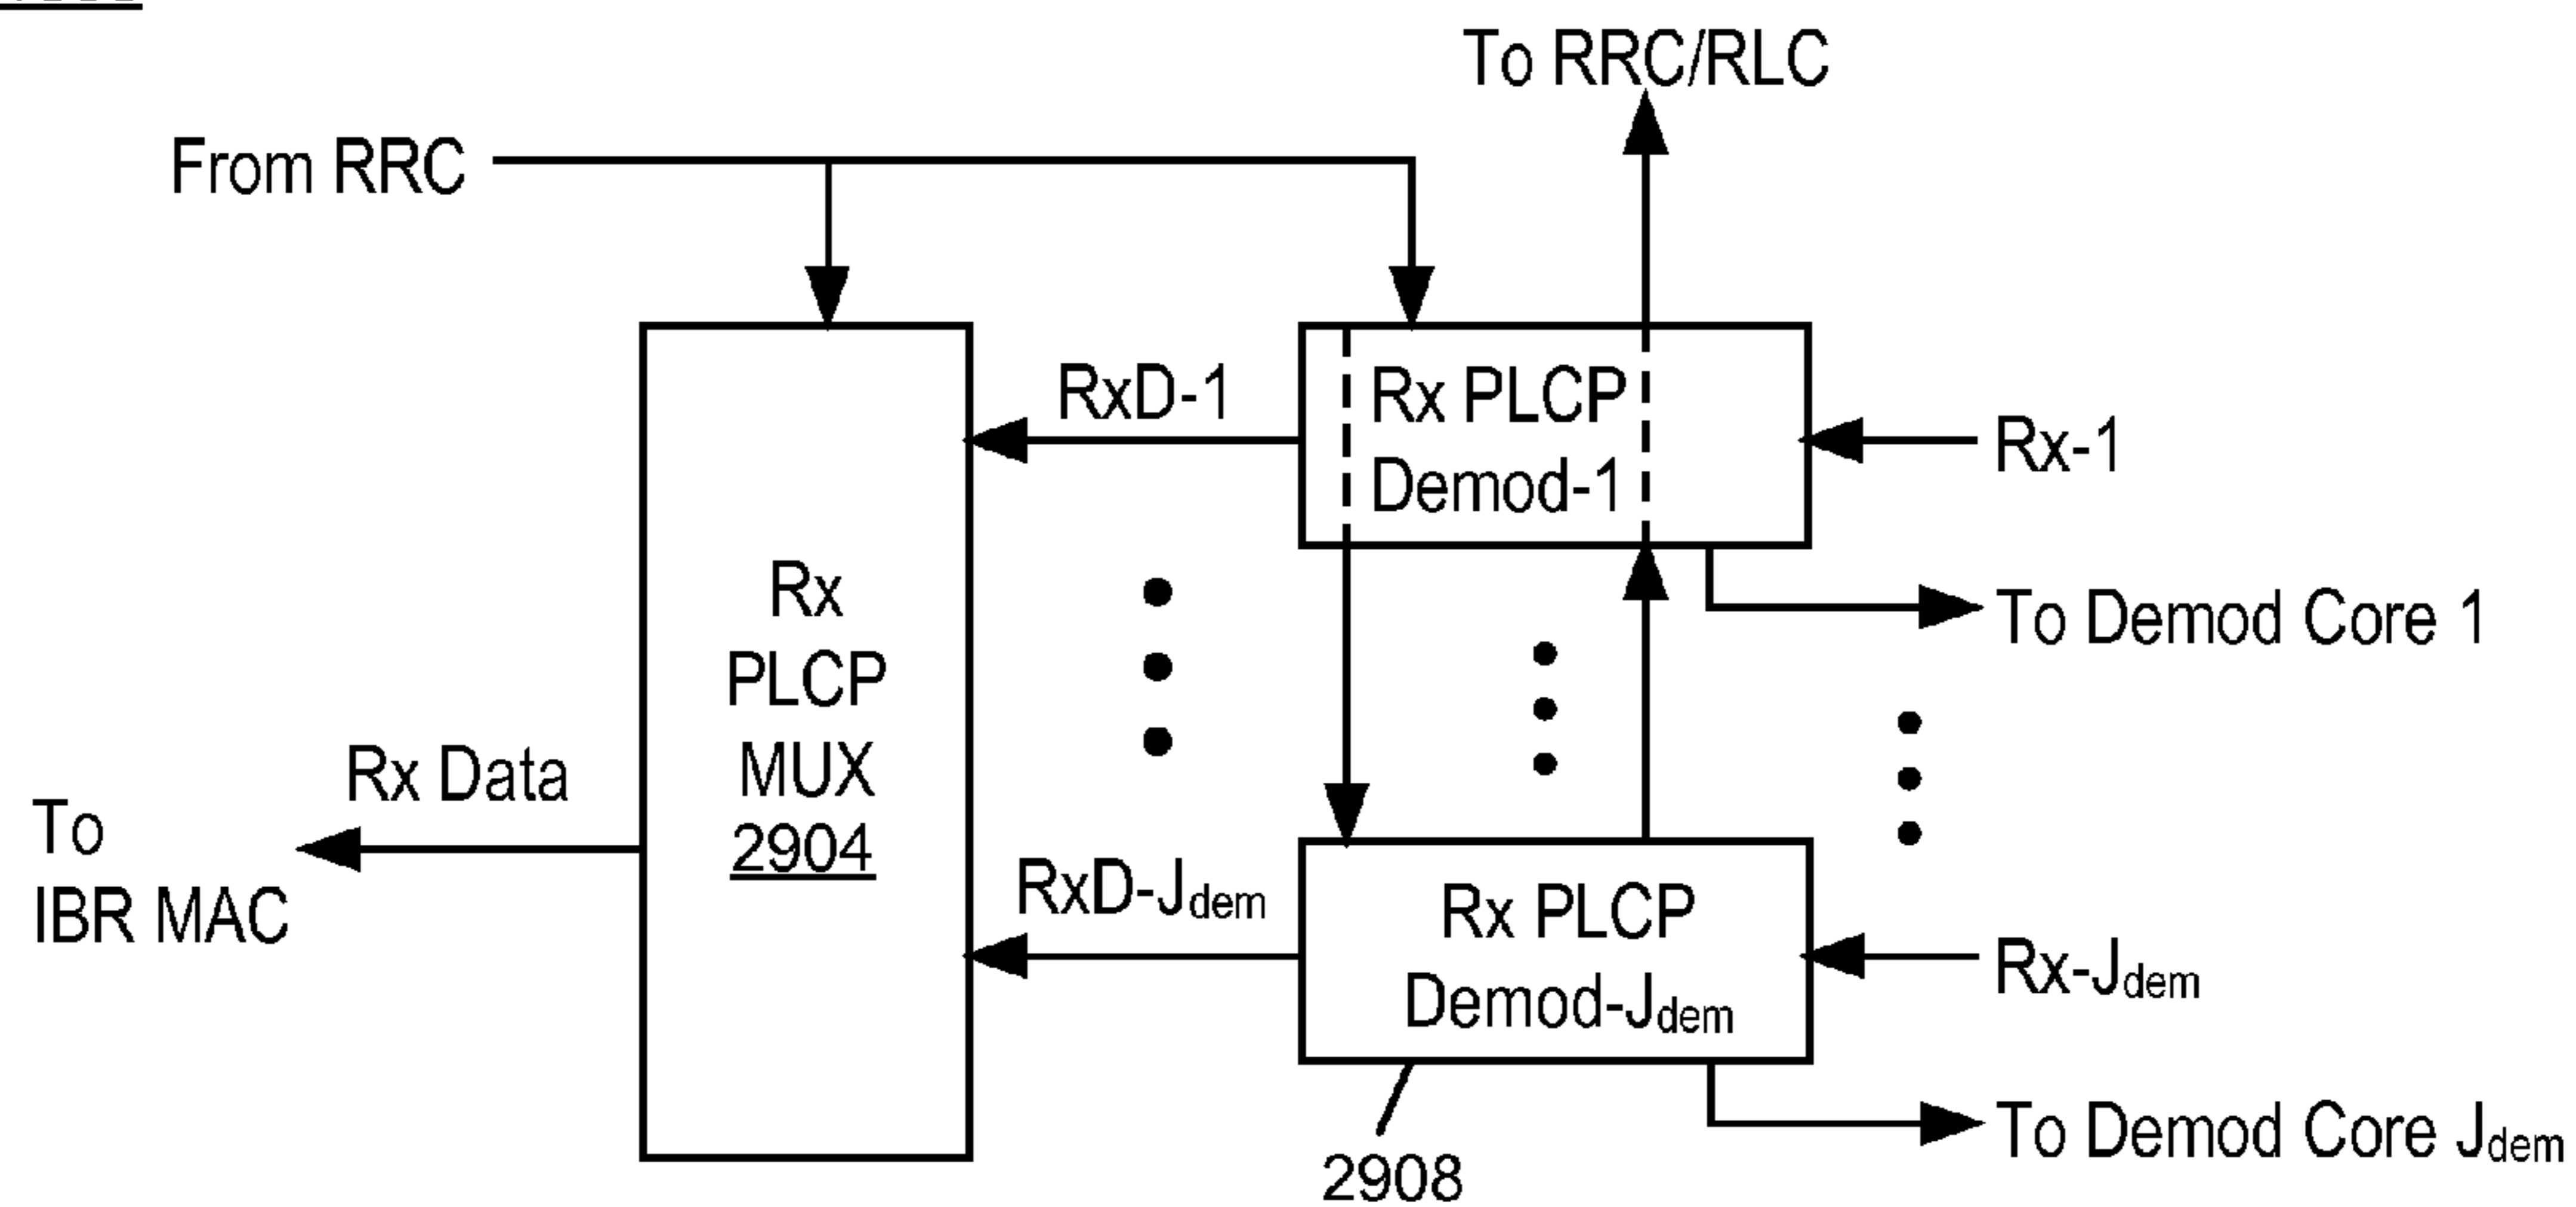 To RRC/RLC
From RRC
RxD-1
Rx PLCP
Demod-1
Rx-1
To Demod Core 1
Rx
PLCP
MUX
2904
Rx Data
To
IBR MAC
RxD-Jdem
Rx PLCP
Demod-Jdem
Rx-Jdem
To Demod Core Jdem
2908